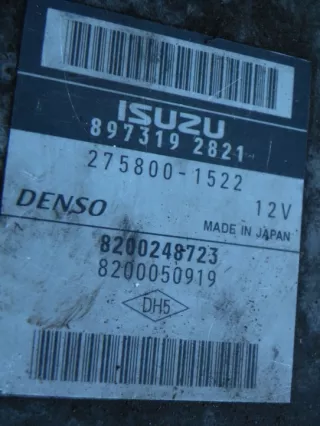 ISUZU
897319 2821
275800-1522
DENSO 12V
MADE IN JAPAN
8200248723
8200050919
DH5